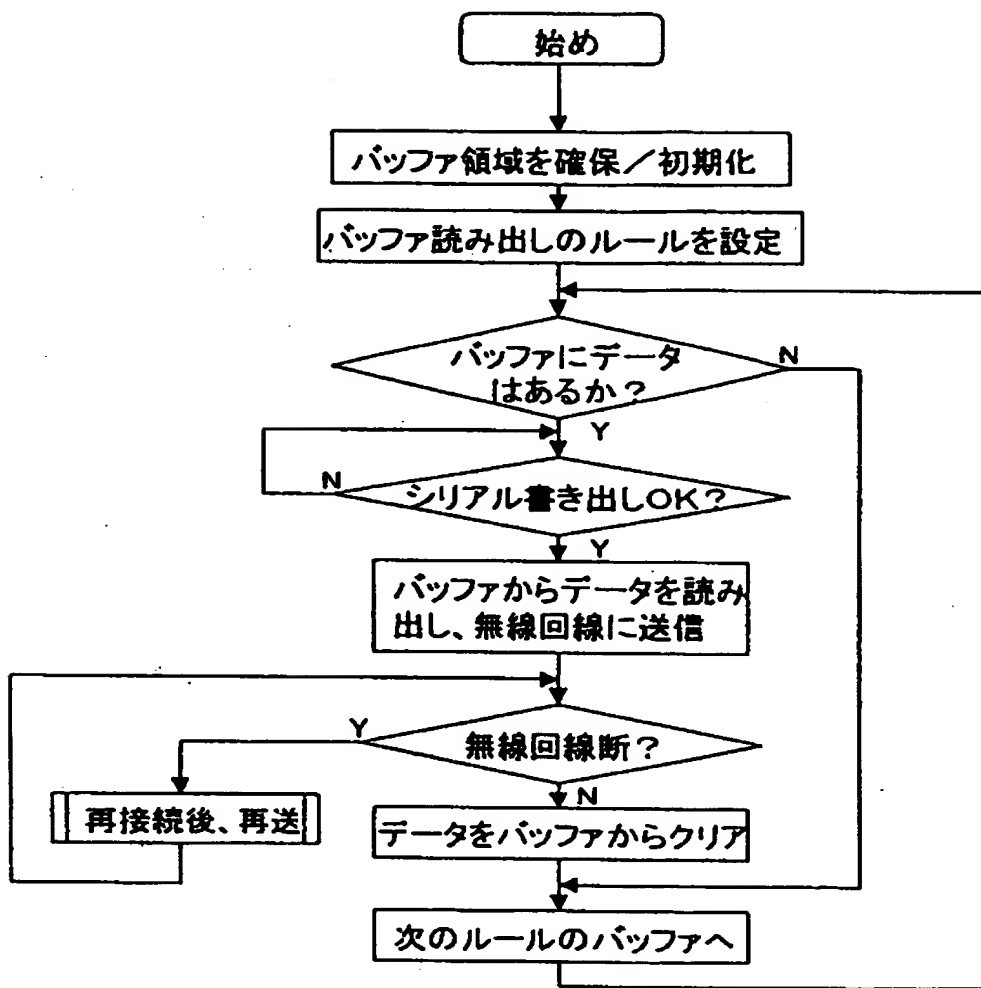 始め
バッファ領域を確保／初期化
バッファ読み出しのルールを設定
バッファにデータ
はあるか？
N
Y
シリアル書き出しOK？
N
Y
バッファからデータを読み
出し、無線回線に送信
無線回線断？
Y
N
再接続後、再送
データをバッファからクリア
次のルールのバッファへ